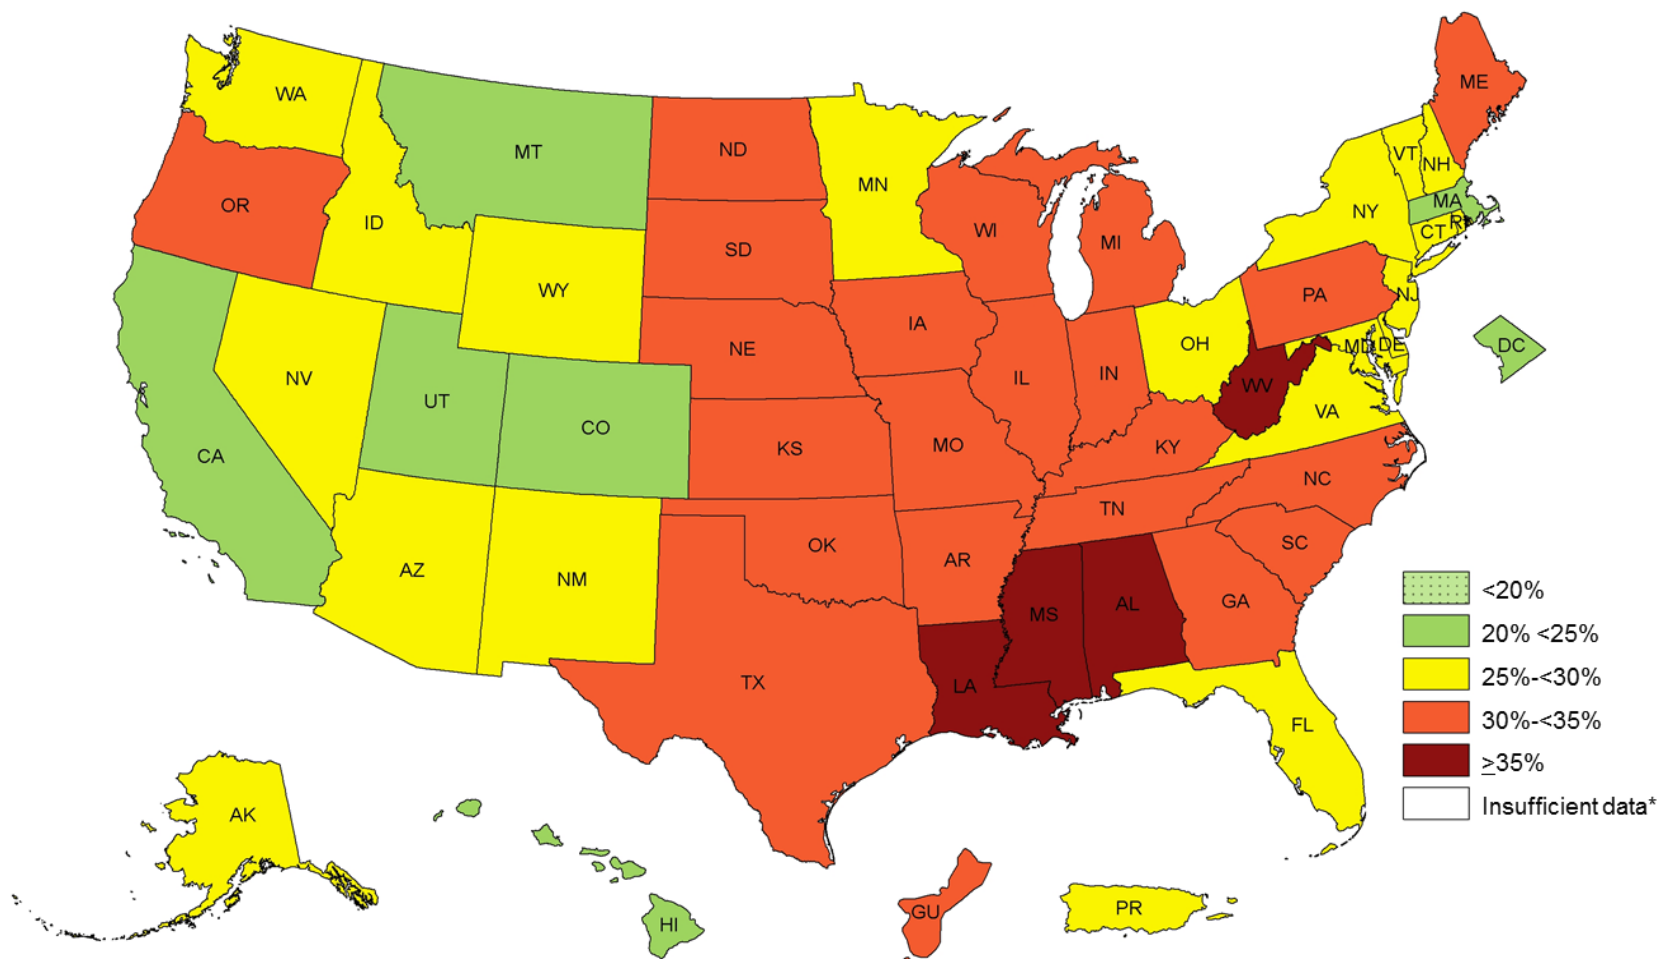 ME
WA
MT
ND
VT
NH
MN
OR
MA
ID
NY
RI
CT
WI
MI
SD
WY
PA
NJ
IA
NE
OH
MD
DE
DC
NV
UT
IL
IN
WV
CO
VA
CA
KS
MO
KY
NC
TN
OK
SC
AZ
NM
AR
MS
AL
GA
TX
LA
FL
AK
HI
GU
PR
<20%
20% <25%
25%-<30%
30%-<35%
≥35%
Insufficient data*